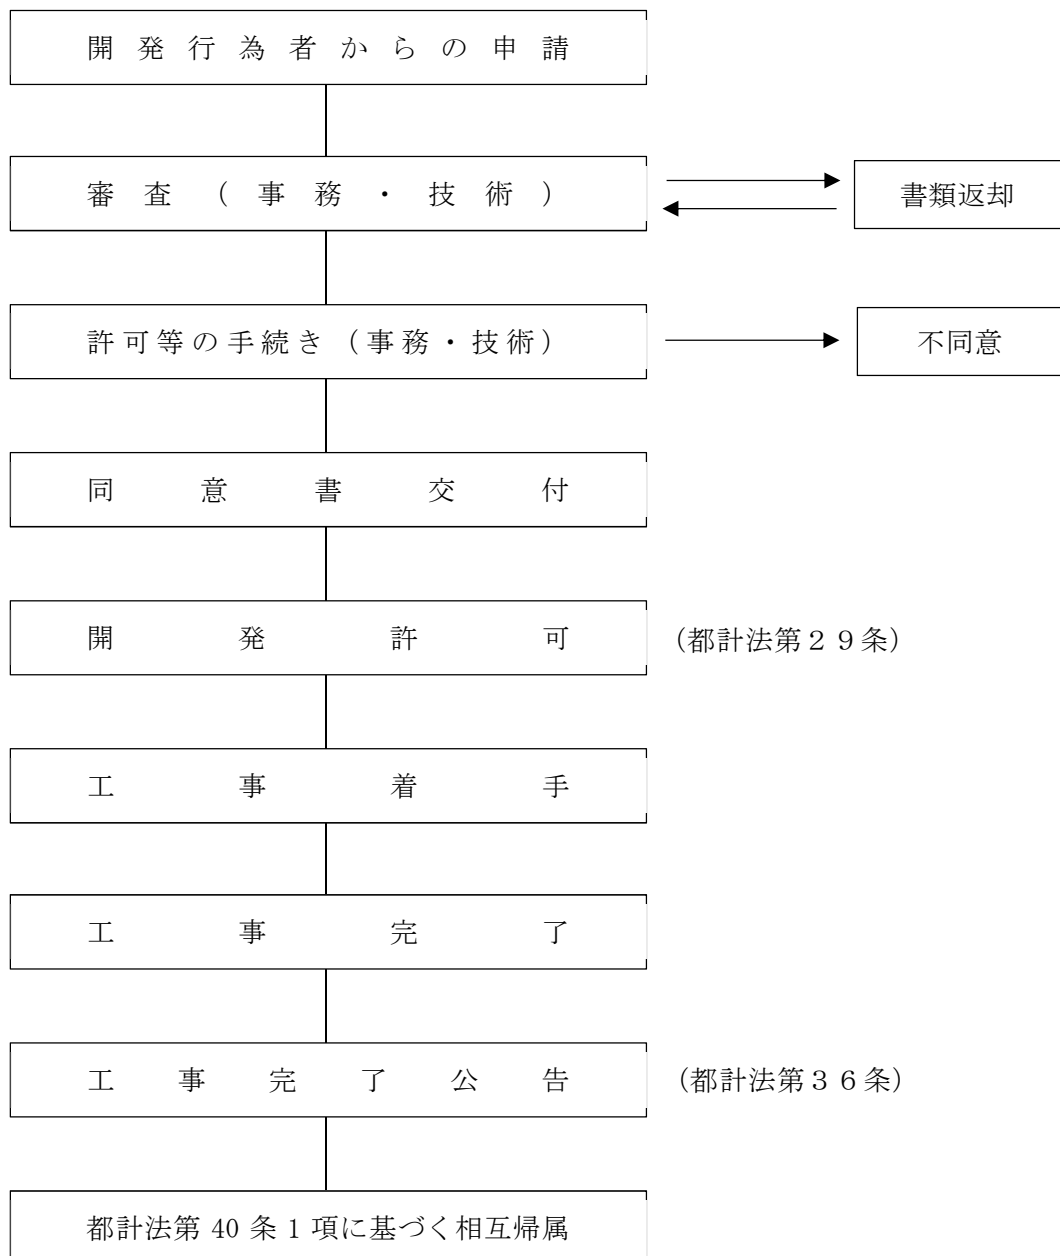 開発行為者からの申請
審査（事務・技術）
書類返却
許可等の手続き（事務・技術）
不同意
同意書交付
開発許可
（都計法第２９条）
工事着手
工事完了
工事完了公告
（都計法第３６条）
都計法第 40 条 1 項に基づく相互帰属